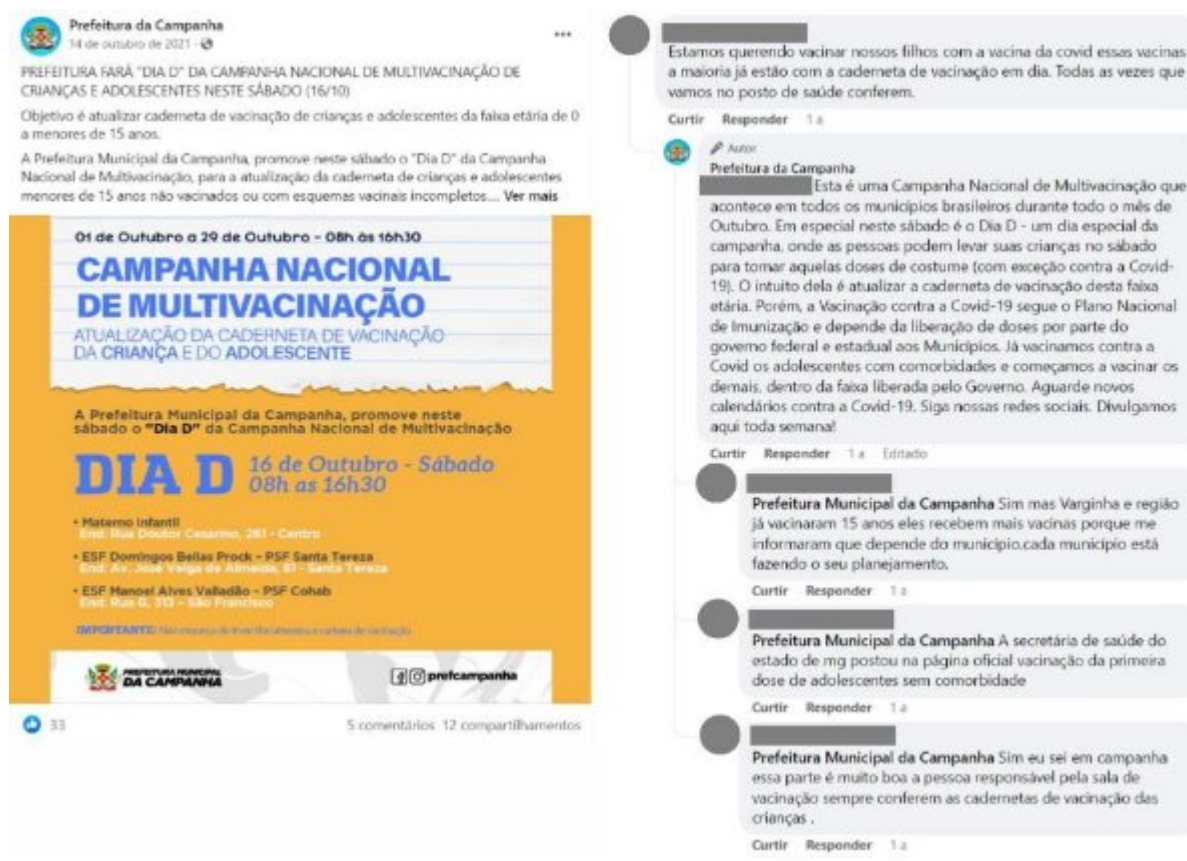 Prefeitura da Campanha
14 de outubro de 2021 ·
PREFEITURA FARÁ "DIA D" DA CAMPANHA NACIONAL DE MULTIVACINAÇÃO DE
CRIANÇAS E ADOLESCENTES NESTE SÁBADO (16/10)
Objetivo é atualizar caderneta de vacinação de crianças e adolescentes da faixa etária de 0
a menores de 15 anos.
A Prefeitura Municipal da Campanha, promove neste sábado o "Dia D" da Campanha
Nacional de Multivacinação, para a atualização da caderneta de crianças e adolescentes
menores de 15 anos não vacinados ou com esquemas vacinais incompletos.... Ver mais
01 de Outubro a 29 de Outubro - 08h às 16h30
CAMPANHA NACIONAL
DE MULTIVACINAÇÃO
ATUALIZAÇÃO DA CADERNETA DE VACINAÇÃO
DA CRIANÇA E DO ADOLESCENTE
A Prefeitura Municipal da Campanha, promove neste
sábado o "Dia D" da Campanha Nacional de Multivacinação
DIA D
16 de Outubro - Sábado
08h as 16h30
• Materno Infantil
End: Rua Doutor Cesarino, 261 - Centro
• ESF Domingos Bellas Prock - PSF Santa Tereza
End: Av. José Veiga de Almeida, 81 - Santa Tereza
• ESF Manoel Alves Valladão - PSF Cohab
End: Rua G, 313 - São Francisco
IMPORTANTE:
PREFEITURA MUNICIPAL
DA CAMPANHA
prefcampanha
33
5 comentários 12 compartilhamentos
Estamos querendo vacinar nossos filhos com a vacina da covid essas vacinas
a maioria já estão com a caderneta de vacinação em dia. Todas as vezes que
vamos no posto de saúde conferem.
Curtir Responder 1 a
Autor
Prefeitura da Campanha
Esta é uma Campanha Nacional de Multivacinação que
acontece em todos os municípios brasileiros durante todo o mês de
Outubro. Em especial neste sábado é o Dia D - um dia especial da
campanha, onde as pessoas podem levar suas crianças no sábado
para tomar aquelas doses de costume (com exceção contra a Covid-
19). O intuito dela é atualizar a caderneta de vacinação desta faixa
etária. Porém, a Vacinação contra a Covid-19 segue o Plano Nacional
de Imunização e depende da liberação de doses por parte do
governo federal e estadual aos Municípios. Já vacinamos contra a
Covid os adolescentes com comorbidades e começamos a vacinar os
demais, dentro da faixa liberada pelo Governo. Aguarde novos
calendários contra a Covid-19. Siga nossas redes sociais. Divulgamos
aqui toda semana!
Curtir Responder 1 a Editado
Prefeitura Municipal da Campanha Sim mas Varginha e região
já vacinaram 15 anos eles recebem mais vacinas porque me
informaram que depende do município.cada município está
fazendo o seu planejamento.
Curtir Responder 1 a
Prefeitura Municipal da Campanha A secretária de saúde do
estado de mg postou na página oficial vacinação da primeira
dose de adolescentes sem comorbidade
Curtir Responder 1 a
Prefeitura Municipal da Campanha Sim eu sei em campanha
essa parte é muito boa a pessoa responsável pela sala de
vacinação sempre conferem as cadernetas de vacinação das
crianças .
Curtir Responder 1 a